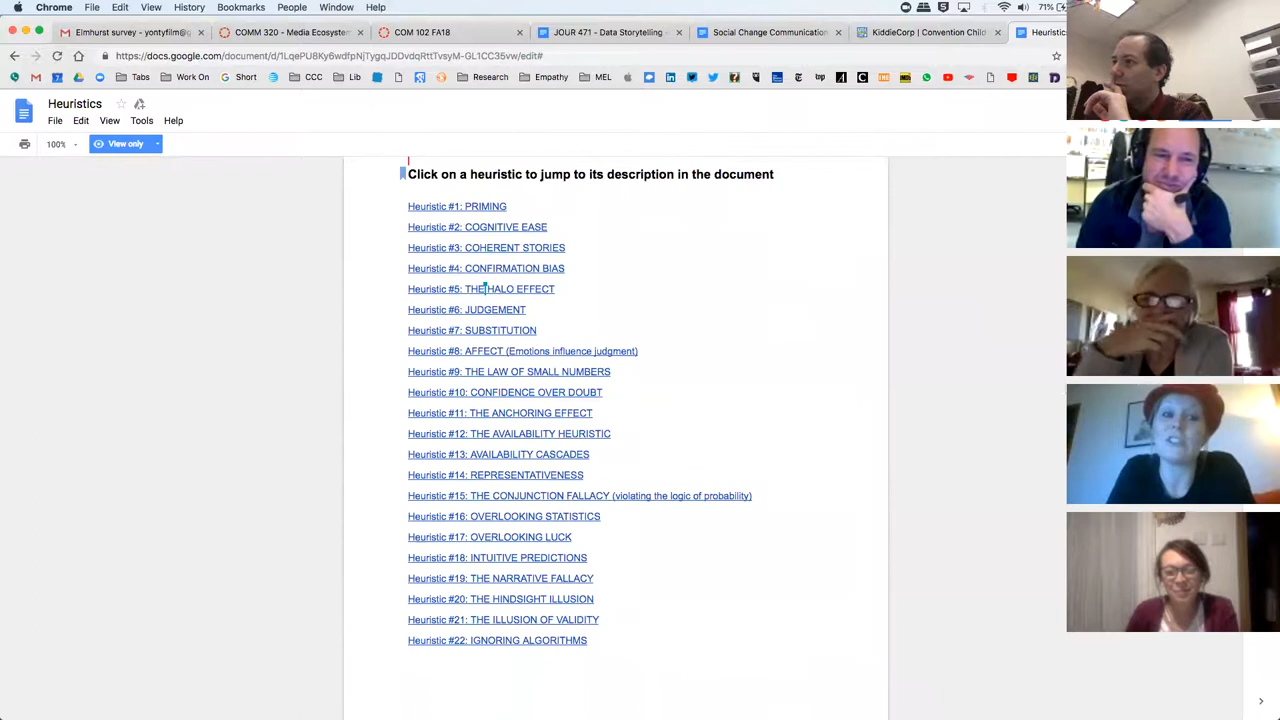 Chrome File Edit View History Bookmarks People Window Help 71%
Elmhurst survey - yontyfilm@g × COMM 320 - Media Ecosystem × COM 102 FA18 × JOUR 471 - Data Storytelling - × Social Change Communication × KiddieCorp – Convention Child × Heuristi
https://docs.google.com/document/d/1LqePU8K6ywdfmjTygqJDDvdqRttTvsyM-GL1CC35vw/edit#
Tabs Work On Short CCC Lib Research Empathy MEL
Heuristics
File Edit View Tools Help
100% View only
Click on a heuristic to jump to its description in the document
Heuristic #1: PRIMING
Heuristic #2: COGNITIVE EASE
Heuristic #3: COHERENT STORIES
Heuristic #4: CONFIRMATION BIAS
Heuristic #5: THE HALO EFFECT
Heuristic #6: JUDGEMENT
Heuristic #7: SUBSTITUTION
Heuristic #8: AFFECT (Emotions influence judgment)
Heuristic #9: THE LAW OF SMALL NUMBERS
Heuristic #10: CONFIDENCE OVER DOUBT
Heuristic #11: THE ANCHORING EFFECT
Heuristic #12: THE AVAILABILITY HEURISTIC
Heuristic #13: AVAILABILITY CASCADES
Heuristic #14: REPRESENTATIVENESS
Heuristic #15: THE CONJUNCTION FALLACY (violating the logic of probability)
Heuristic #16: OVERLOOKING STATISTICS
Heuristic #17: OVERLOOKING LUCK
Heuristic #18: INTUITIVE PREDICTIONS
Heuristic #19: THE NARRATIVE FALLACY
Heuristic #20: THE HINDSIGHT ILLUSION
Heuristic #21: THE ILLUSION OF VALIDITY
Heuristic #22: IGNORING ALGORITHMS